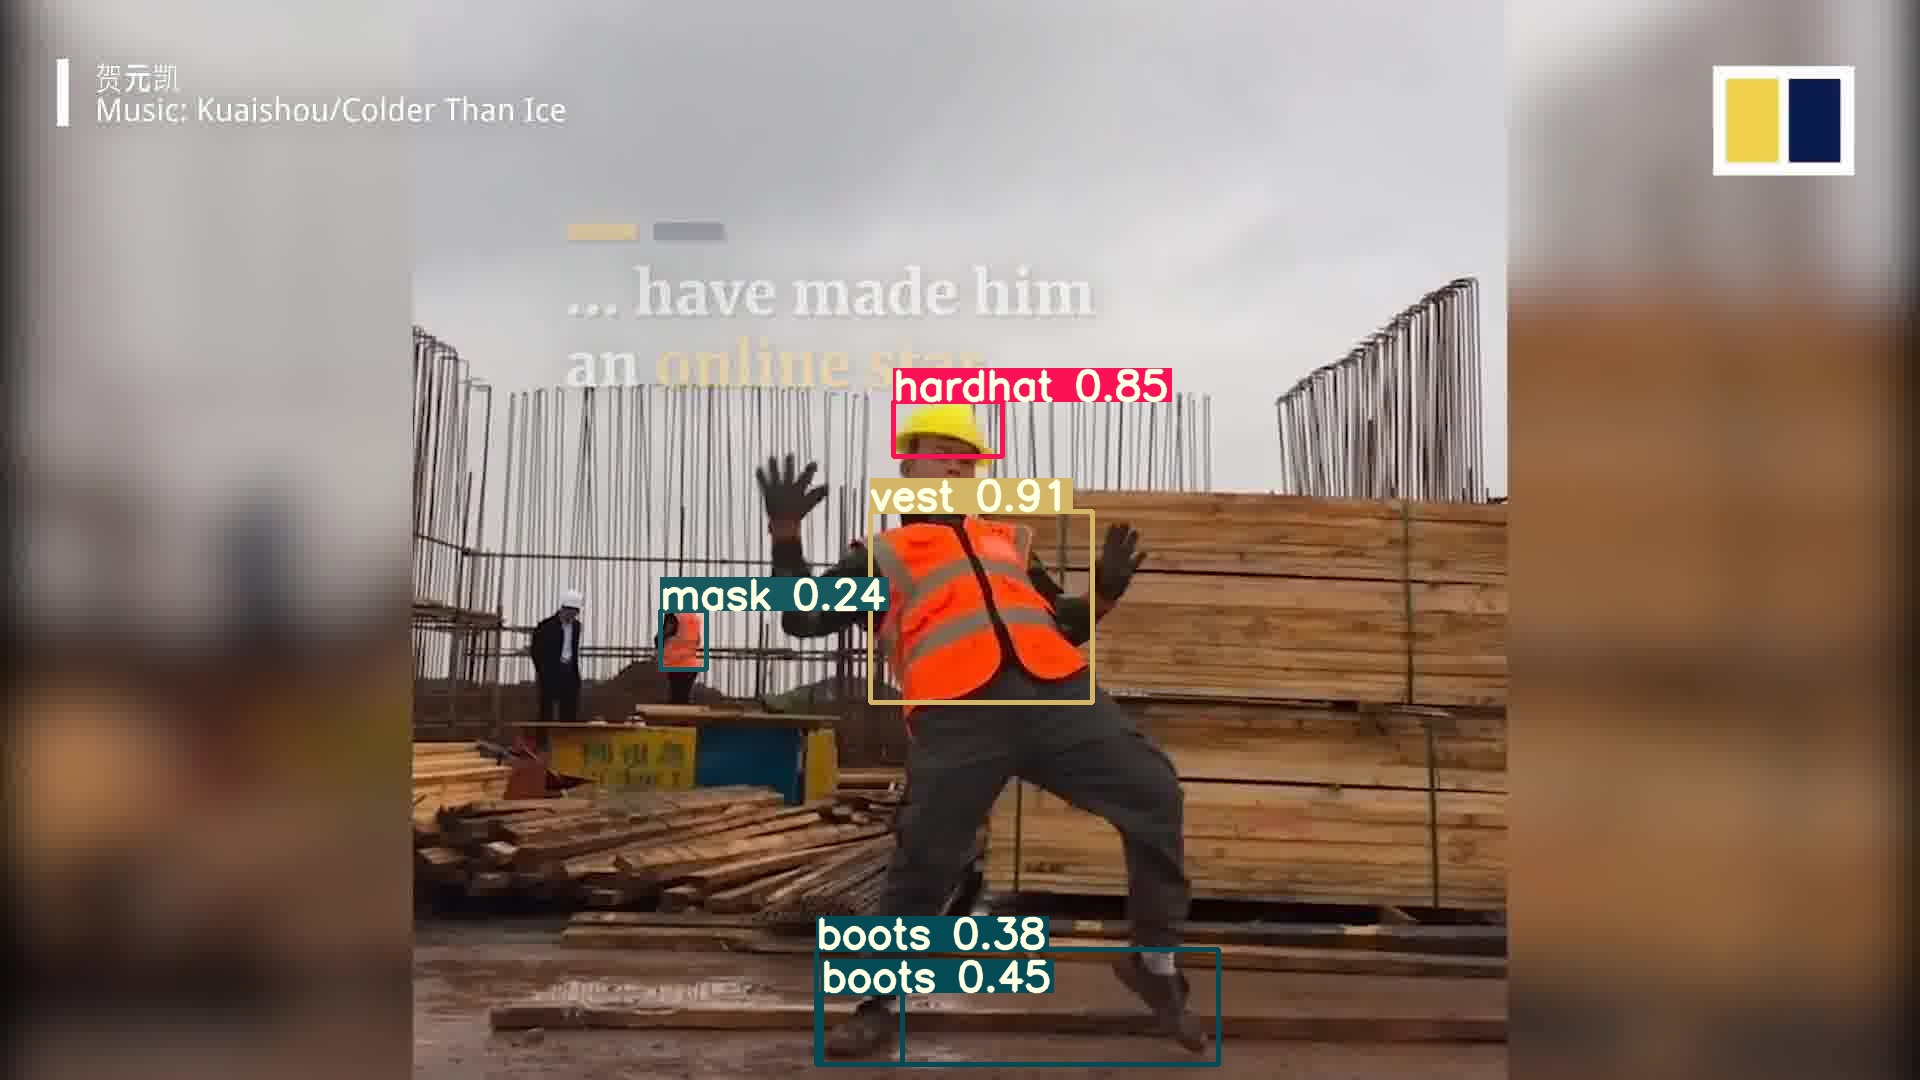 贺元凯
Music: Kuaishou/Colder Than Ice
... have made him
an online star
hardhat 0.85
vest 0.91
mask 0.24
boots 0.38
boots 0.45